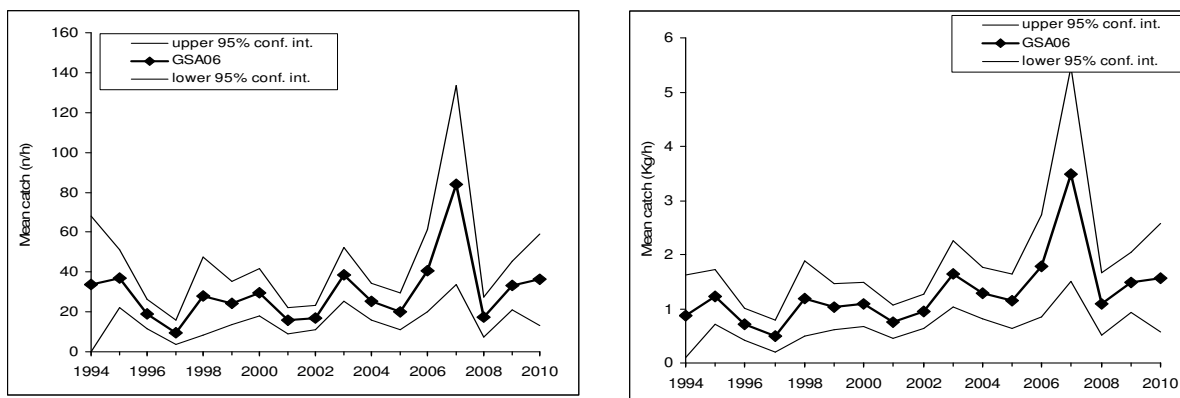 160
140
120
100
80
60
40
20
0
Mean catch (n/h)
upper 95% conf. int.
GSA06
lower 95% conf. int.
1994 1996 1998 2000 2002 2004 2006 2008 2010
6
5
4
3
2
1
0
Mean catch (Kg/h)
upper 95% conf. int.
GSA06
lower 95% conf. int.
1994 1996 1998 2000 2002 2004 2006 2008 2010